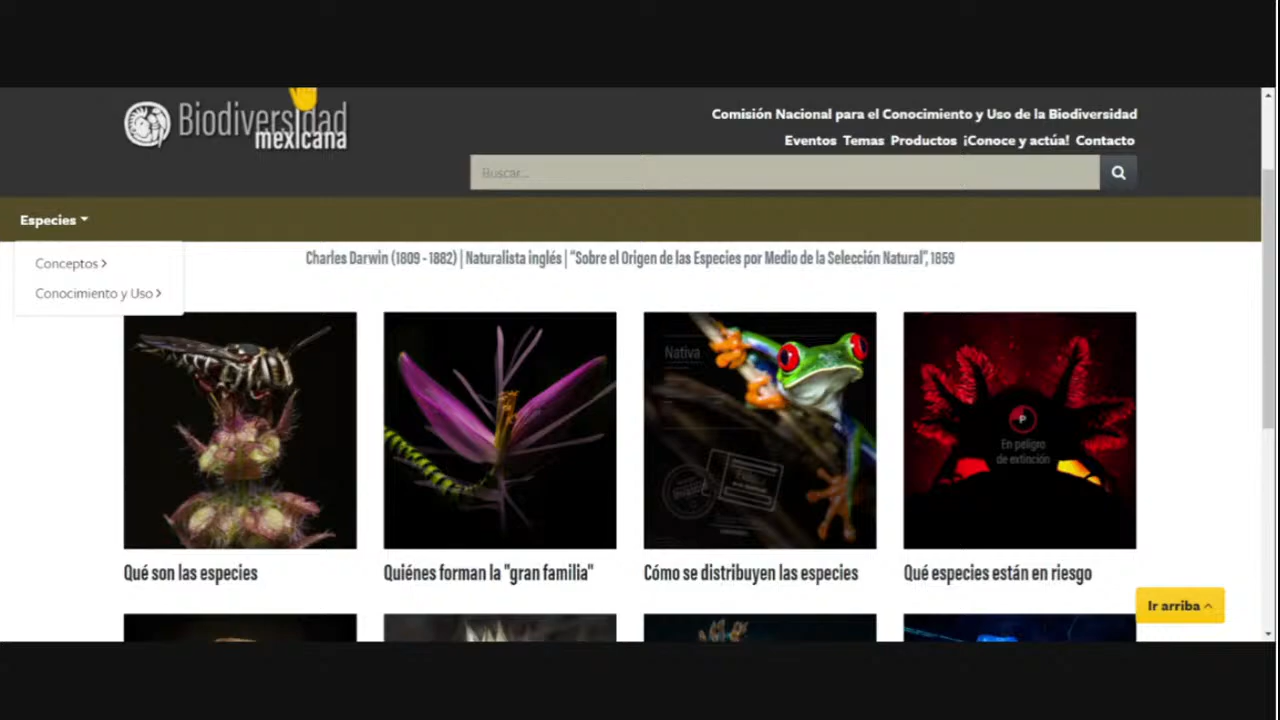 Biodiversidad
mexicana
Comisión Nacional para el Conocimiento y Uso de la Biodiversidad
Eventos Temas Productos ¡Conoce y actúa! Contacto
Buscar...
Especies
Charles Darwin (1809 - 1882) | Naturalista inglés | "Sobre el Origen de las Especies por Medio de la Selección Natural", 1859
Conceptos >
Conocimiento y Uso >
Nativa
P
En peligro
de extinción
Qué son las especies
Quiénes forman la "gran familia"
Cómo se distribuyen las especies
Qué especies están en riesgo
Ir arriba